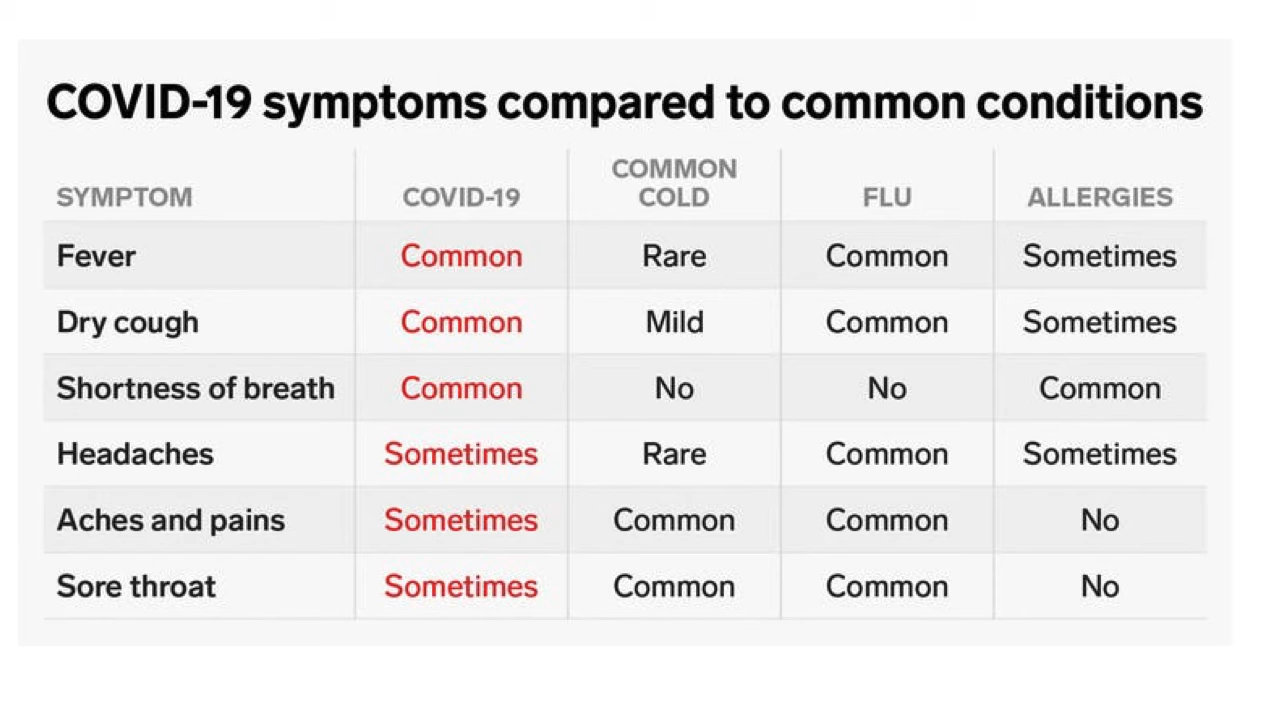 COVID-19 symptoms compared to common conditions
SYMPTOM COVID-19 COMMON COLD FLU ALLERGIES
Fever Common Rare Common Sometimes
Dry cough Common Mild Common Sometimes
Shortness of breath Common No No Common
Headaches Sometimes Rare Common Sometimes
Aches and pains Sometimes Common Common No
Sore throat Sometimes Common Common No